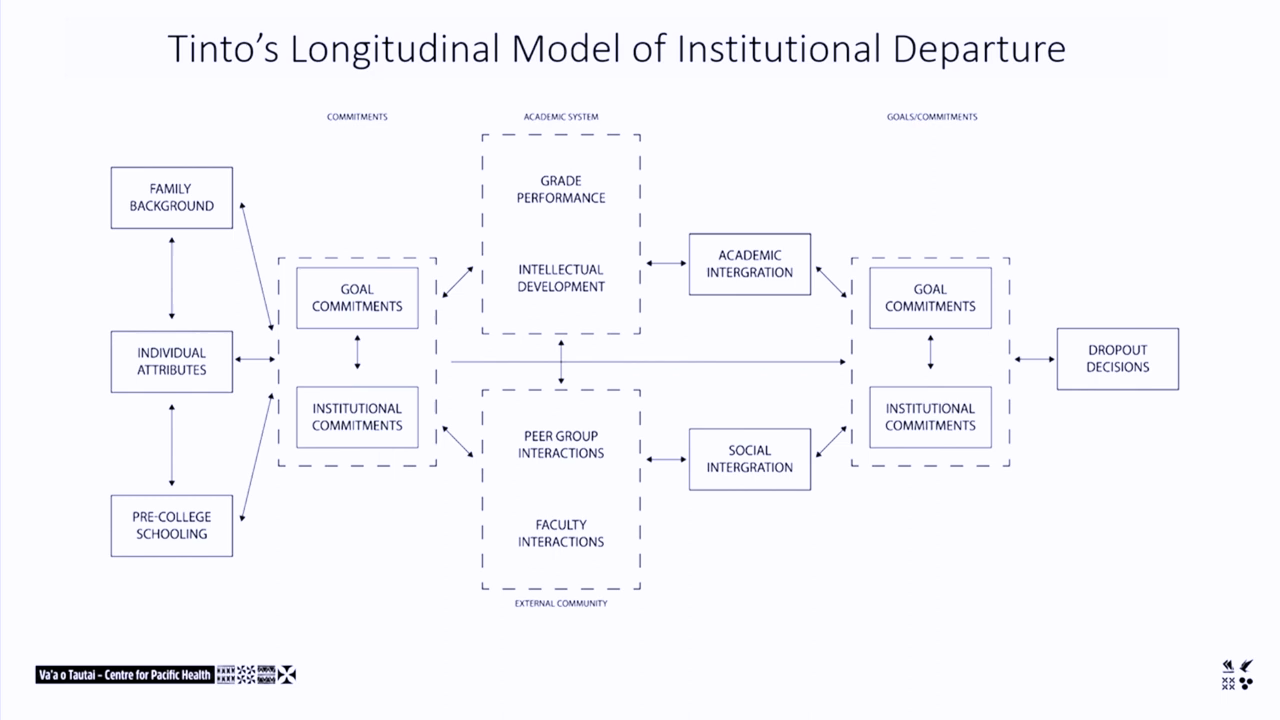 Tinto's Longitudinal Model of Institutional Departure
COMMITMENTS
ACADEMIC SYSTEM
GOALS/COMMITMENTS
FAMILY
BACKGROUND
INDIVIDUAL
ATTRIBUTES
PRE-COLLEGE
SCHOOLING
GOAL
COMMITMENTS
INSTITUTIONAL
COMMITMENTS
GRADE
PERFORMANCE
INTELLECTUAL
DEVELOPMENT
PEER GROUP
INTERACTIONS
FACULTY
INTERACTIONS
EXTERNAL COMMUNITY
ACADEMIC
INTERGRATION
SOCIAL
INTERGRATION
GOAL
COMMITMENTS
INSTITUTIONAL
COMMITMENTS
DROPOUT
DECISIONS
Va'a o Tautai – Centre for Pacific Health